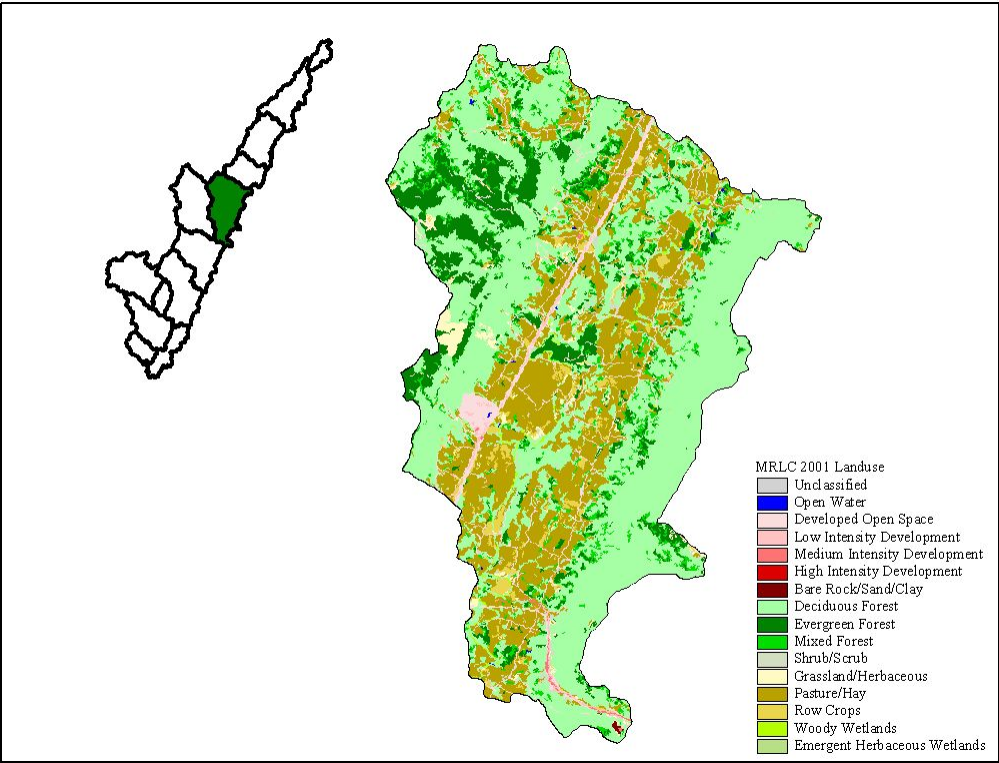 MRLC 2001 Landuse
Unclassified
Open Water
Developed Open Space
Low Intensity Development
Medium Intensity Development
High Intensity Development
Bare Rock/Sand/Clay
Deciduous Forest
Evergreen Forest
Mixed Forest
Shrub/Scrub
Grassland/Herbaceous
Pasture/Hay
Row Crops
Woody Wetlands
Emergent Herbaceous Wetlands